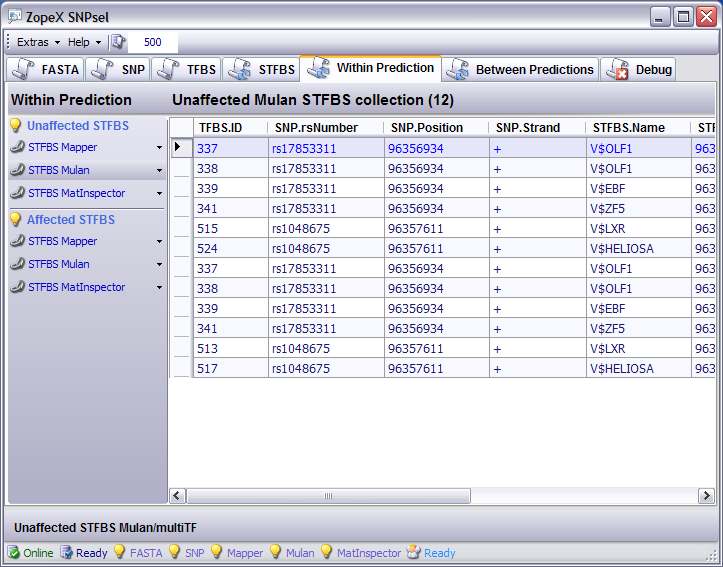 ZopeX SNPsel
Extras Help 500
FASTA SNP TFBS STFBS Within Prediction Between Predictions Debug
Within Prediction
Unaffected STFBS
STFBS Mapper
STFBS Mulan
STFBS MatInspector
Affected STFBS
STFBS Mapper
STFBS Mulan
STFBS MatInspector
Unaffected Mulan STFBS collection (12)
TFBS.ID SNP.rsNumber SNP.Position SNP.Strand STFBS.Name STF
337 rs17853311 96356934 + V$OLF1 963
338 rs17853311 96356934 + V$OLF1 963
339 rs17853311 96356934 + V$EBF 963
341 rs17853311 96356934 + V$ZF5 963
515 rs1048675 96357611 + V$LXR 963
524 rs1048675 96357611 + V$HELIOSA 963
337 rs17853311 96356934 + V$OLF1 963
338 rs17853311 96356934 + V$OLF1 963
339 rs17853311 96356934 + V$EBF 963
341 rs17853311 96356934 + V$ZF5 963
513 rs1048675 96357611 + V$LXR 963
517 rs1048675 96357611 + V$HELIOSA 963
Unaffected STFBS Mulan/multiTF
Online Ready FASTA SNP Mapper Mulan MatInspector Ready